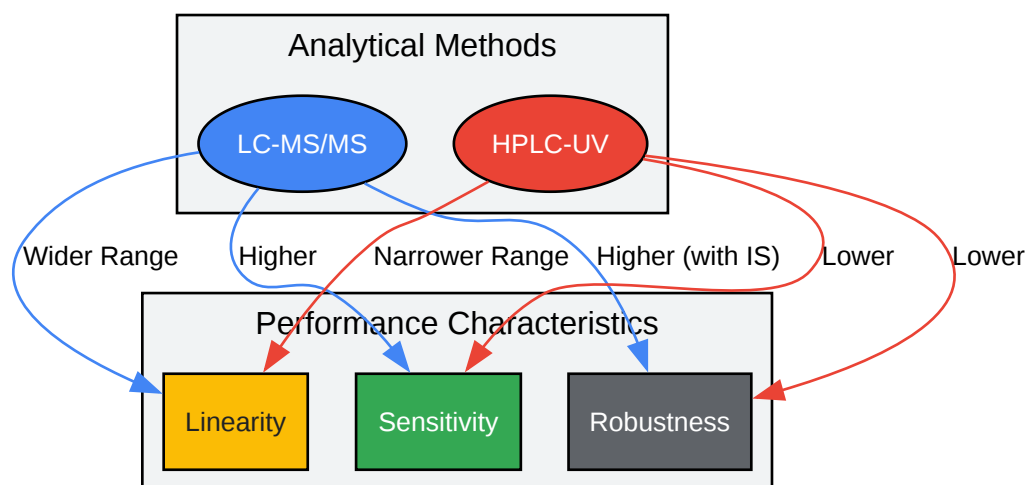 Analytical Methods
LC-MS/MS
HPLC-UV
Wider Range
Higher
Narrower Range
Higher (with IS)
Lower
Lower
Performance Characteristics
Linearity
Sensitivity
Robustness